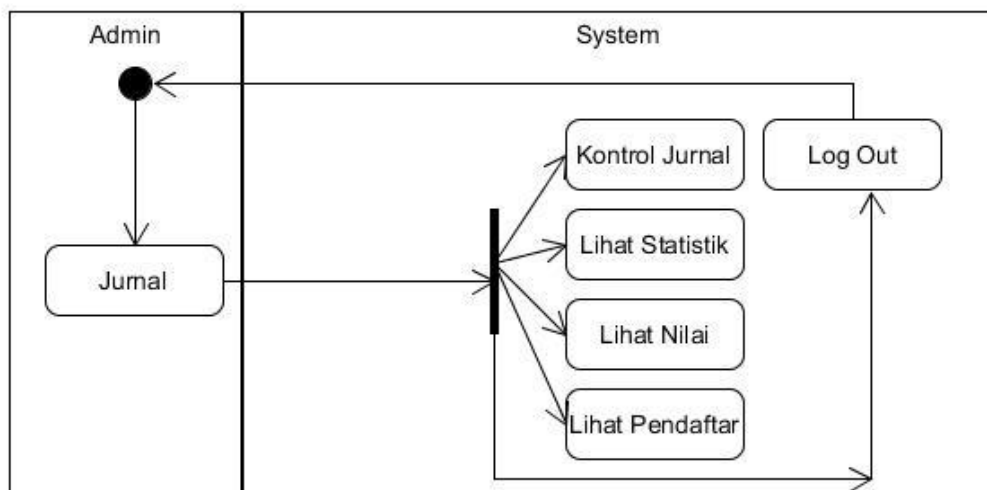 Admin
System
Kontrol Jurnal
Log Out
Lihat Statistik
Jurnal
Lihat Nilai
Lihat Pendaftar